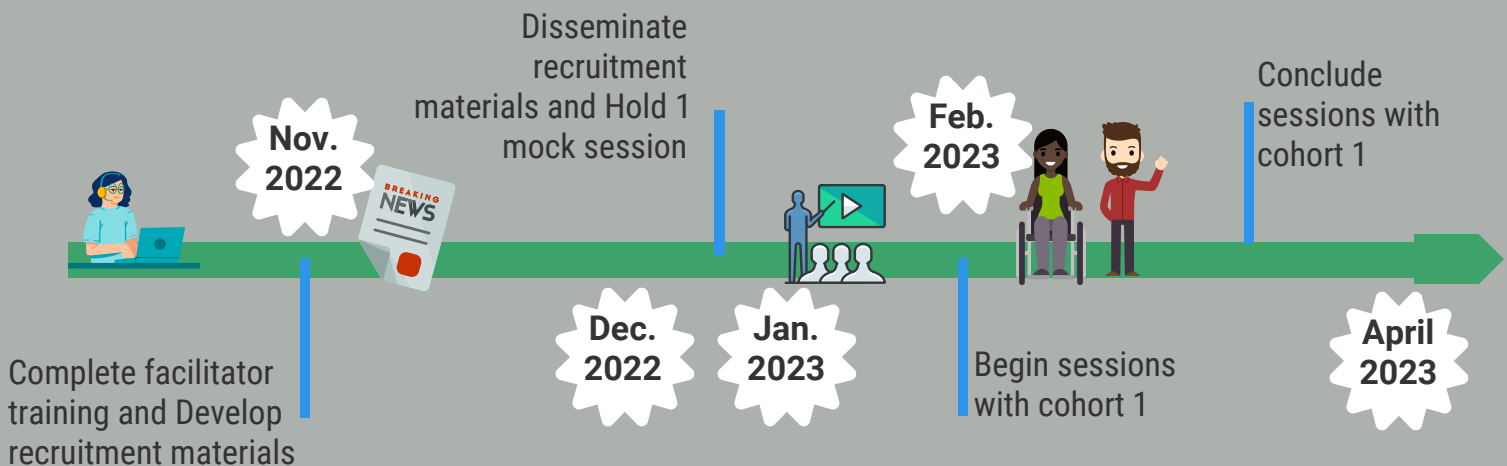 Complete facilitator
training and Develop
recruitment materials
Nov.
2022
BREAKING
NEWS
Disseminate
recruitment
materials and Hold 1
mock session
Dec.
2022
Jan.
2023
Feb.
2023
Begin sessions
with cohort 1
Conclude
sessions with
cohort 1
April
2023